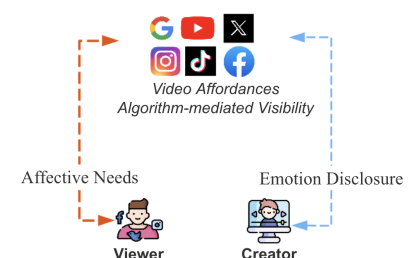 Video Affordances
Algorithm-mediated Visibility
Affective Needs
Emotion Disclosure
Viewer
Creator